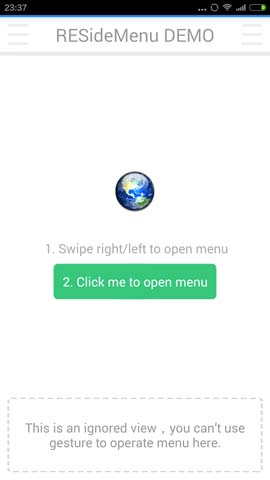 23:37
RESideMenu DEMO
1. Swipe right/left to open menu
2. Click me to open menu
This is an ignored view，you can't use
gesture to operate menu here.